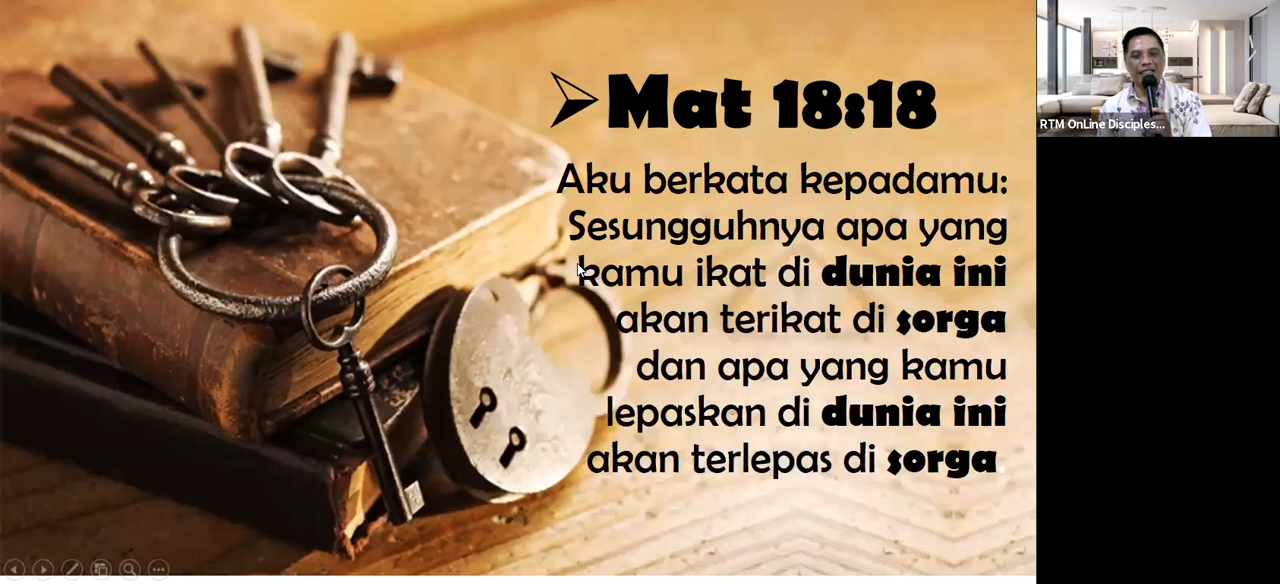 Mat 18:18
Aku berkata kepadamu:
Sesungguhnya apa yang
kamu ikat di dunia ini
akan terikat di sorga
dan apa yang kamu
lepaskan di dunia ini
akan terlepas di sorga
RTM OnLine Disciples...